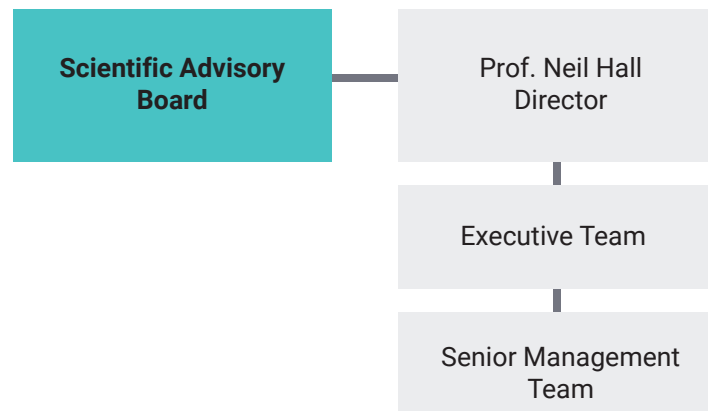 Scientific Advisory
Board
Prof. Neil Hall
Director
Executive Team
Senior Management
Team